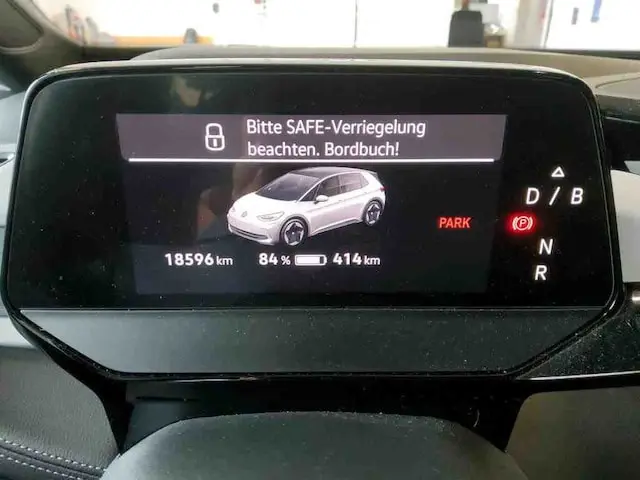 Bitte SAFE-Verriegelung
beachten. Bordbuch!
D / B
PARK
P
N
18596 km 84 % 414 km
R